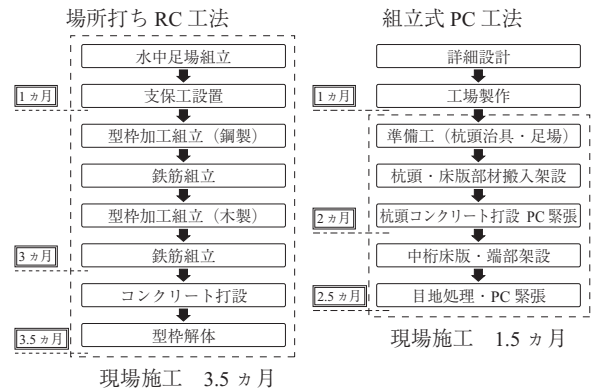 場所打ち RC 工法
水中足場組立
1 ヵ月
支保工設置
型枠加工組立（鋼製）
鉄筋組立
型枠加工組立（木製）
3 ヵ月
鉄筋組立
コンクリート打設
3.5 ヵ月
型枠解体
現場施工　3.5 ヵ月
組立式 PC 工法
詳細設計
1 ヵ月
工場製作
準備工（杭頭治具・足場）
杭頭・床版部材搬入架設
2 ヵ月
杭頭コンクリート打設 PC 緊張
中桁床版・端部架設
2.5 ヵ月
目地処理・PC 緊張
現場施工　1.5 ヵ月